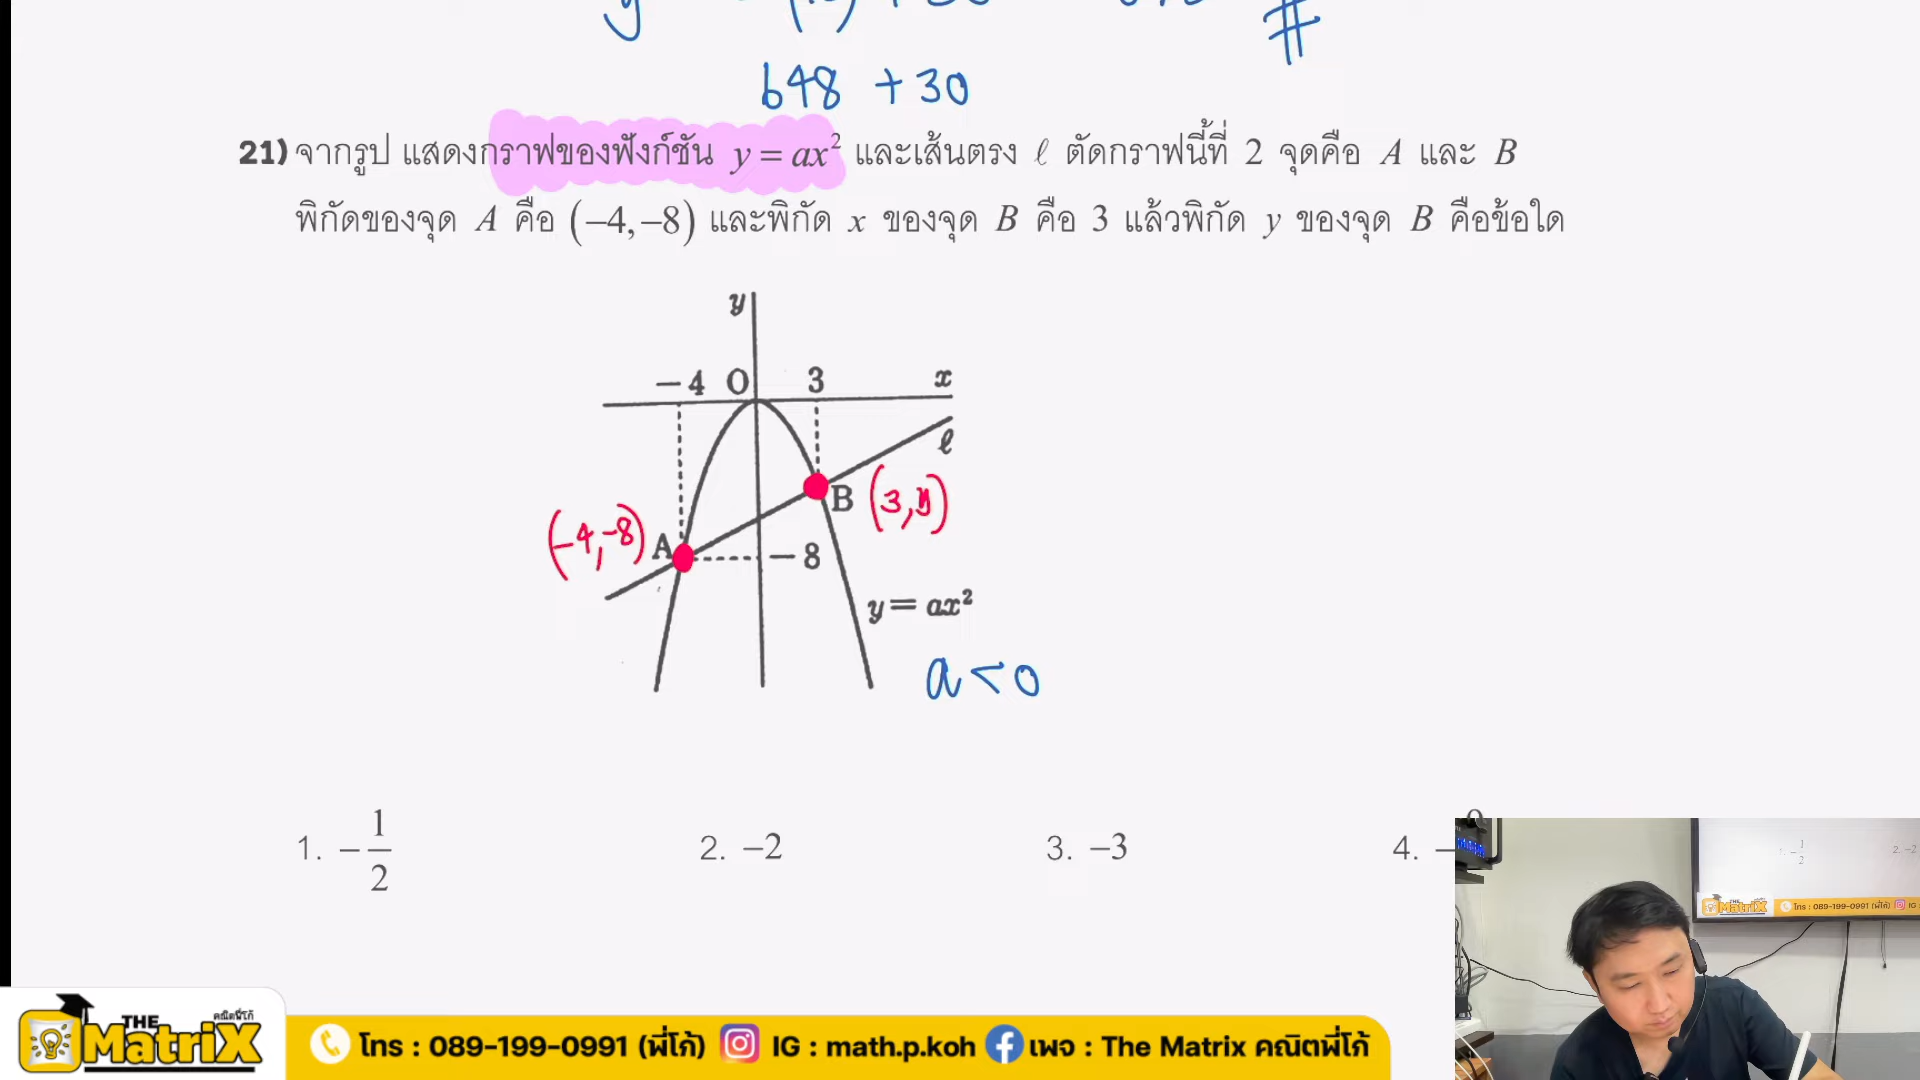 648 + 30
21) จากรูป แสดงกราฟของฟังก์ชัน y = ax² และเส้นตรง ℓ ตัดกราฟนี้ที่ 2 จุดคือ A และ B
พิกัดของจุด A คือ (−4,−8) และพิกัด x ของจุด B คือ 3 แล้วพิกัด y ของจุด B คือข้อใด
y
−4 O 3 x
ℓ
B (3,y)
(−4,−8) A
−8
y = ax²
a < 0
1. −1/2
2. −2
3. −3
4. −
THE MatriX คณิตพี่โก้
โทร : 089-199-0991 (พี่โก้) IG : math.p.koh เพจ : The Matrix คณิตพี่โก้